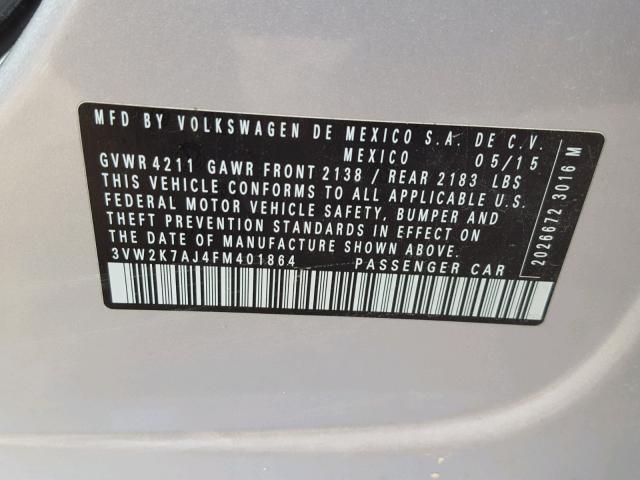 MFD BY VOLKSWAGEN DE MEXICO S.A. DE C.V.
MEXICO 05/15
GVWR 4211 GAWR FRONT 2138 / REAR 2183 LBS
THIS VEHICLE CONFORMS TO ALL APPLICABLE U.S.
FEDERAL MOTOR VEHICLE SAFETY, BUMPER AND
THEFT PREVENTION STANDARDS IN EFFECT ON THE
DATE OF MANUFACTURE SHOWN ABOVE.
3VW2K7AJ4FM401864 PASSENGER CAR
2026672 3016 M